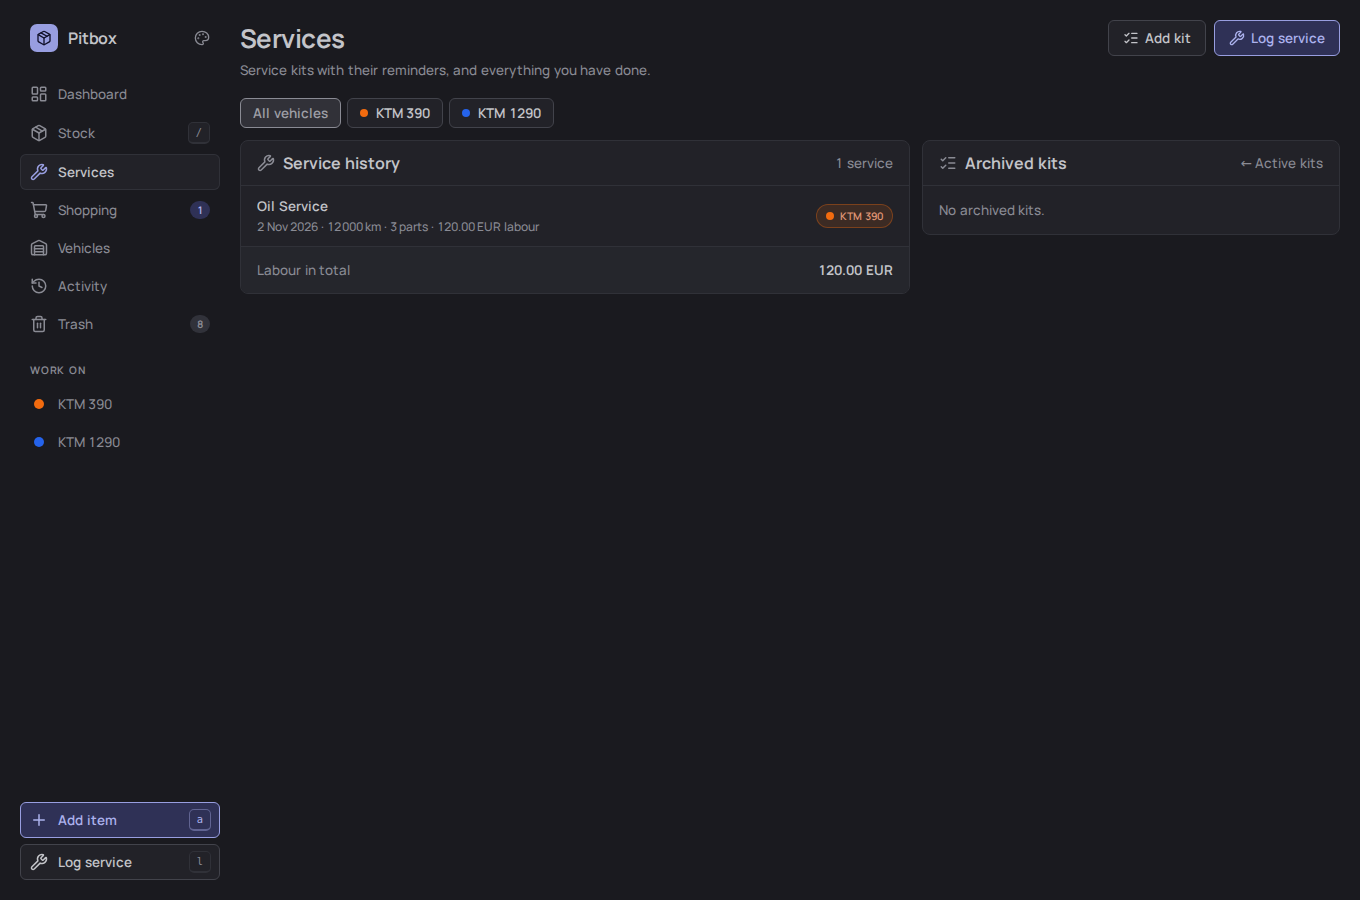 Pitbox
Dashboard
Stock /
Services
Shopping 1
Vehicles
Activity
Trash 8
WORK ON
KTM 390
KTM 1290
Add item a
Log service l
Services
Service kits with their reminders, and everything you have done.
Add kit
Log service
All vehicles
KTM 390
KTM 1290
Service history
1 service
Oil Service
2 Nov 2026 · 12 000 km · 3 parts · 120.00 EUR labour
KTM 390
Labour in total
120.00 EUR
Archived kits
← Active kits
No archived kits.